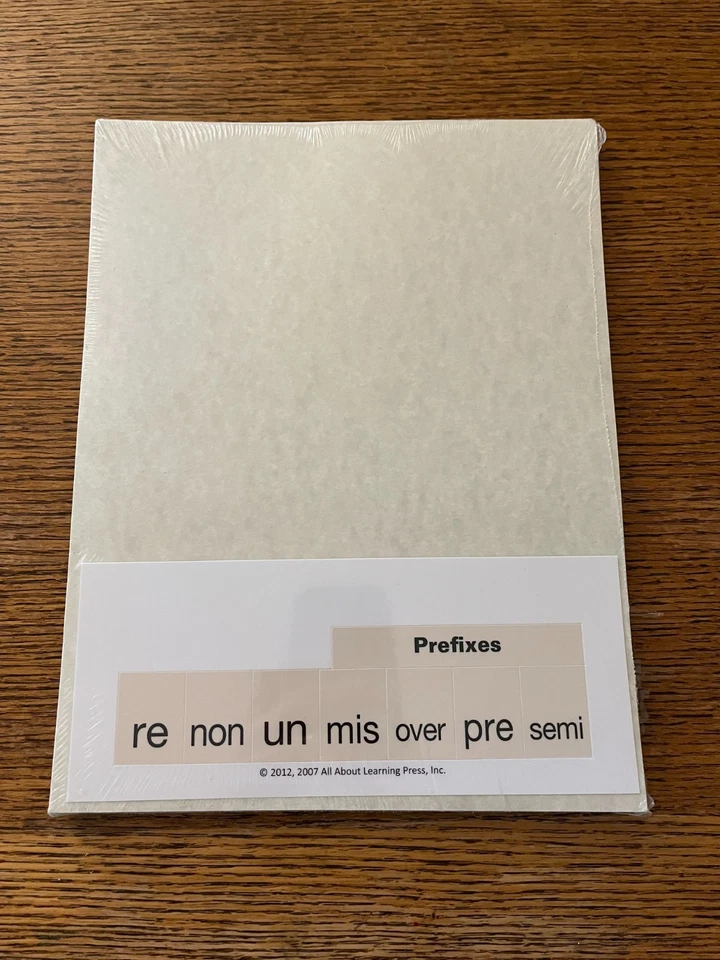 Prefixes
re non un mis over pre semi
© 2012, 2007 All About Learning Press, Inc.